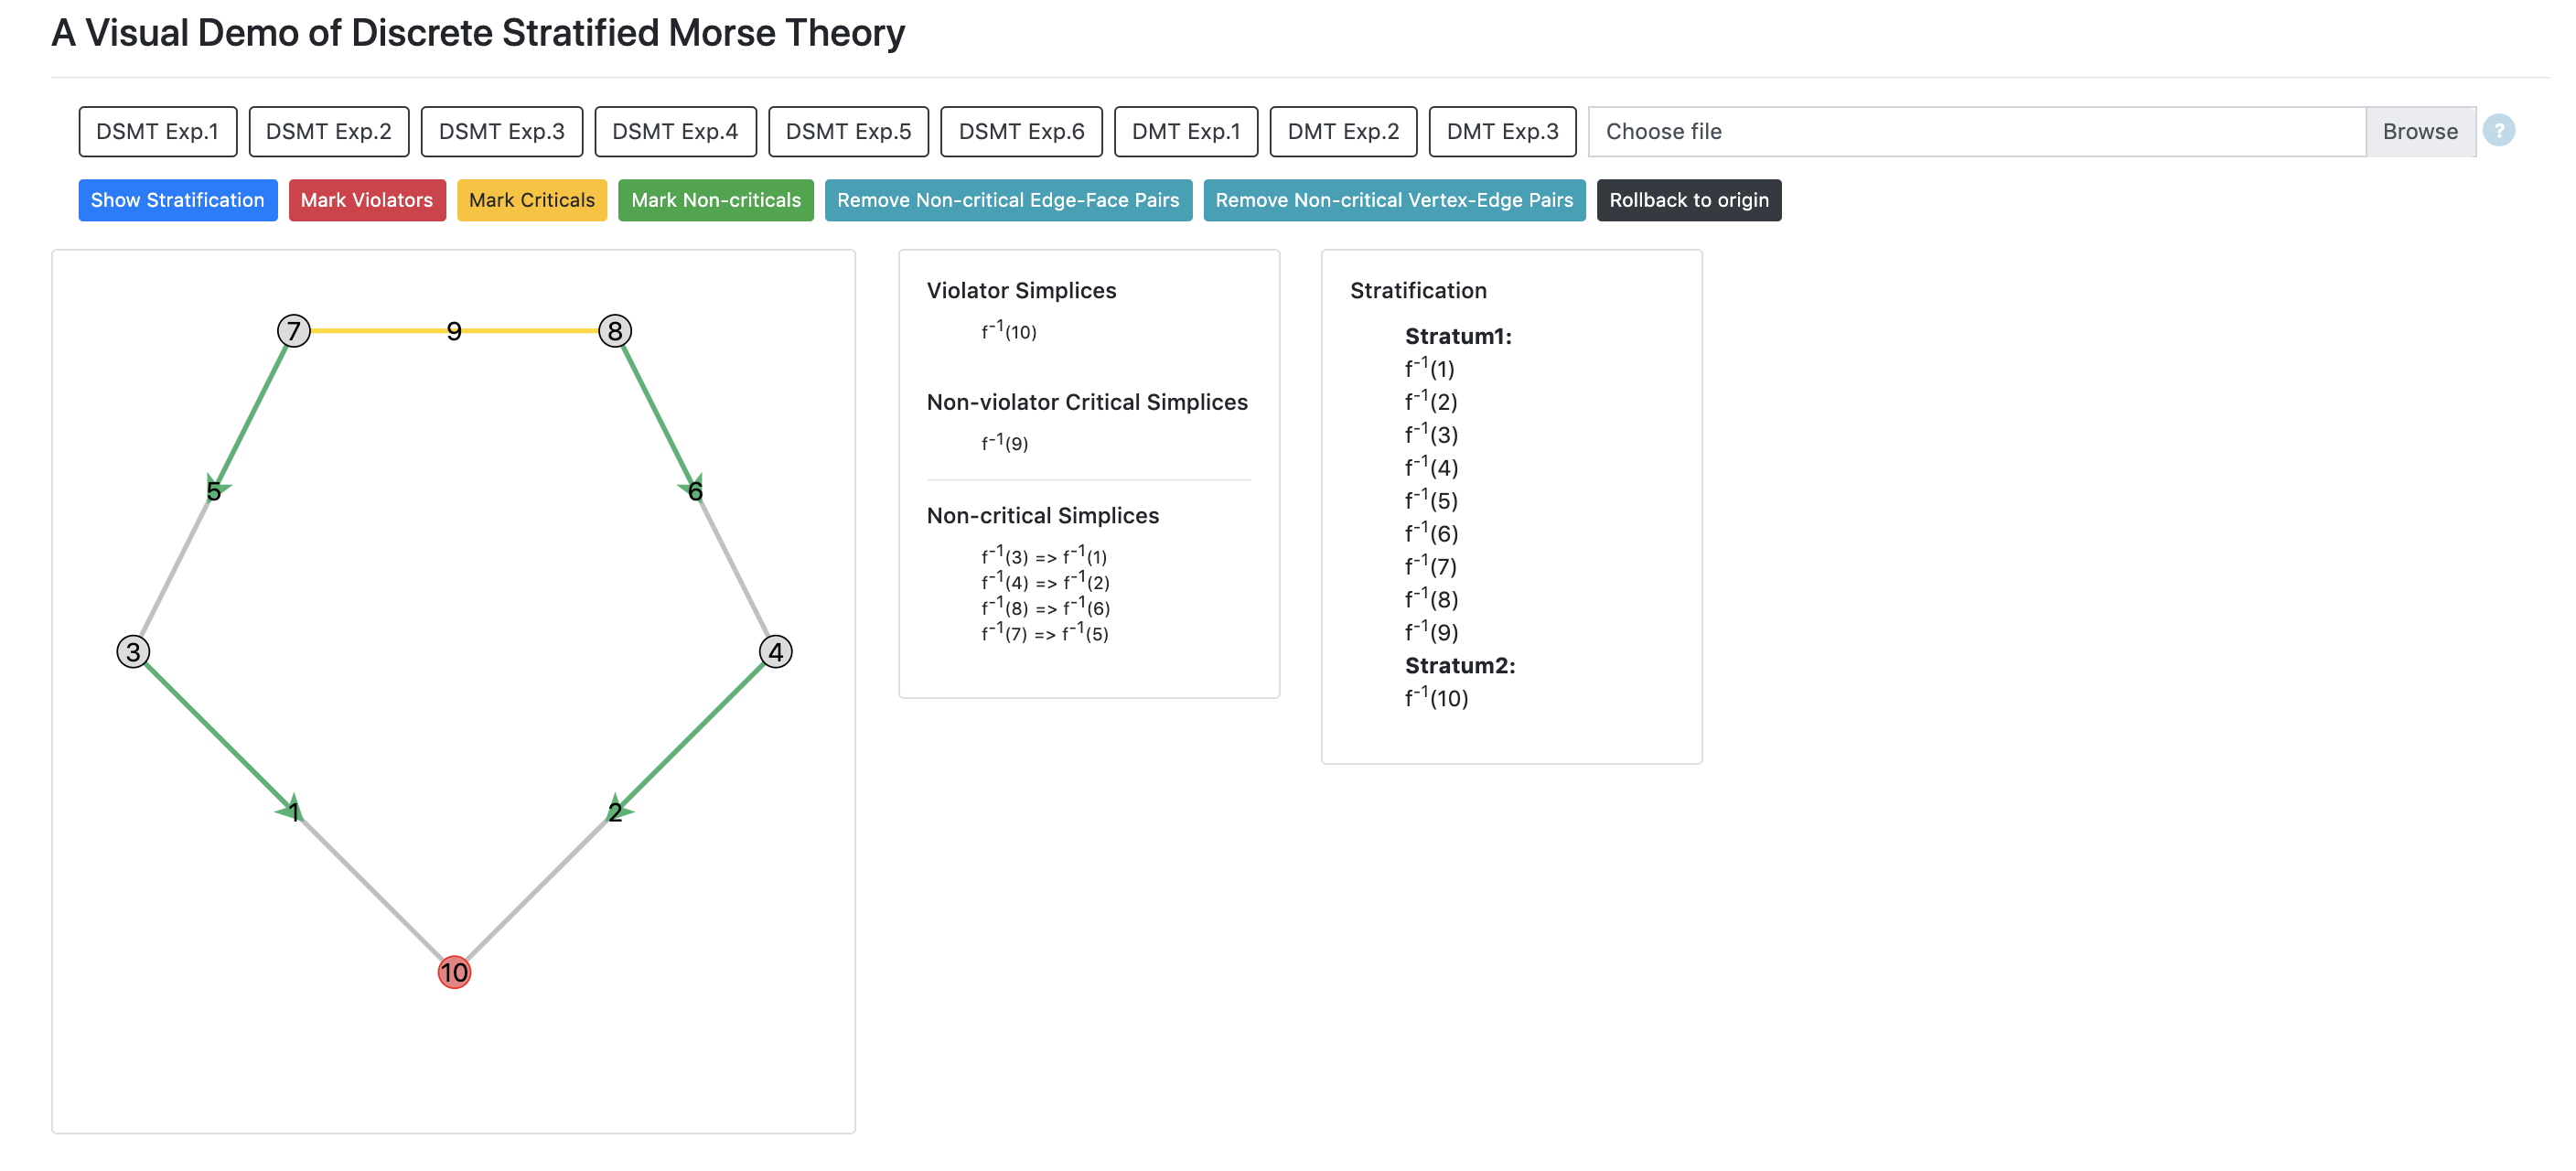 A Visual Demo of Discrete Stratified Morse Theory
DSMT Exp.1 DSMT Exp.2 DSMT Exp.3 DSMT Exp.4 DSMT Exp.5 DSMT Exp.6 DMT Exp.1 DMT Exp.2 DMT Exp.3 Choose file Browse ?
Show Stratification Mark Violators Mark Criticals Mark Non-criticals Remove Non-critical Edge-Face Pairs Remove Non-critical Vertex-Edge Pairs Rollback to origin
7 9 8
5 6
3 4
1 2
10
Violator Simplices
f⁻¹(10)
Non-violator Critical Simplices
f⁻¹(9)
Non-critical Simplices
f⁻¹(3) => f⁻¹(1)
f⁻¹(4) => f⁻¹(2)
f⁻¹(8) => f⁻¹(6)
f⁻¹(7) => f⁻¹(5)
Stratification
Stratum1:
f⁻¹(1)
f⁻¹(2)
f⁻¹(3)
f⁻¹(4)
f⁻¹(5)
f⁻¹(6)
f⁻¹(7)
f⁻¹(8)
f⁻¹(9)
Stratum2:
f⁻¹(10)